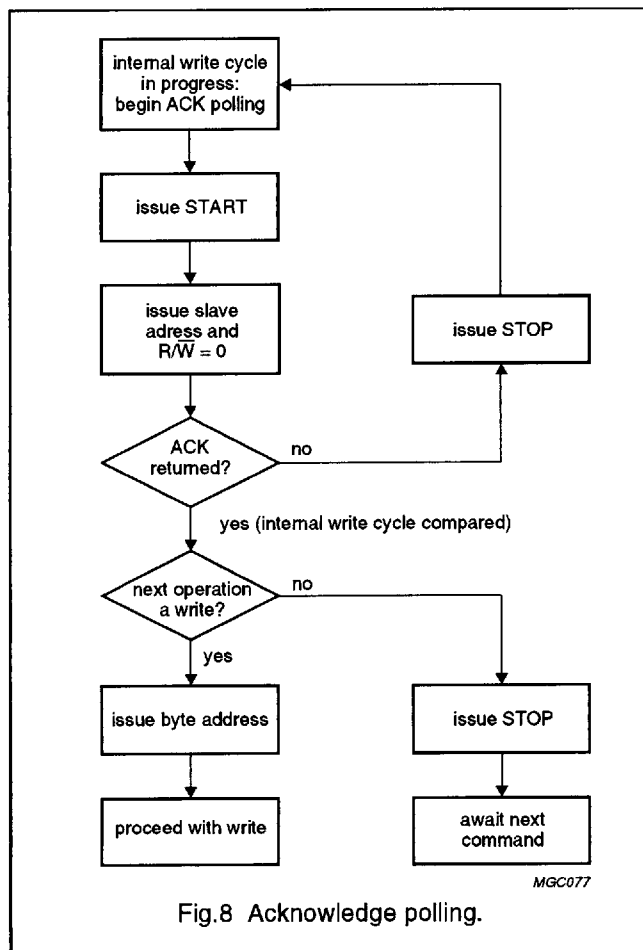 internal write cycle
in progress:
begin ACK polling
issue START
issue slave
adress and
R/W̅ = 0
issue STOP
ACK
returned?
no
yes (internal write cycle compared)
next operation
a write?
no
yes
issue byte address
issue STOP
proceed with write
await next
command
MGC077
Fig.8 Acknowledge polling.